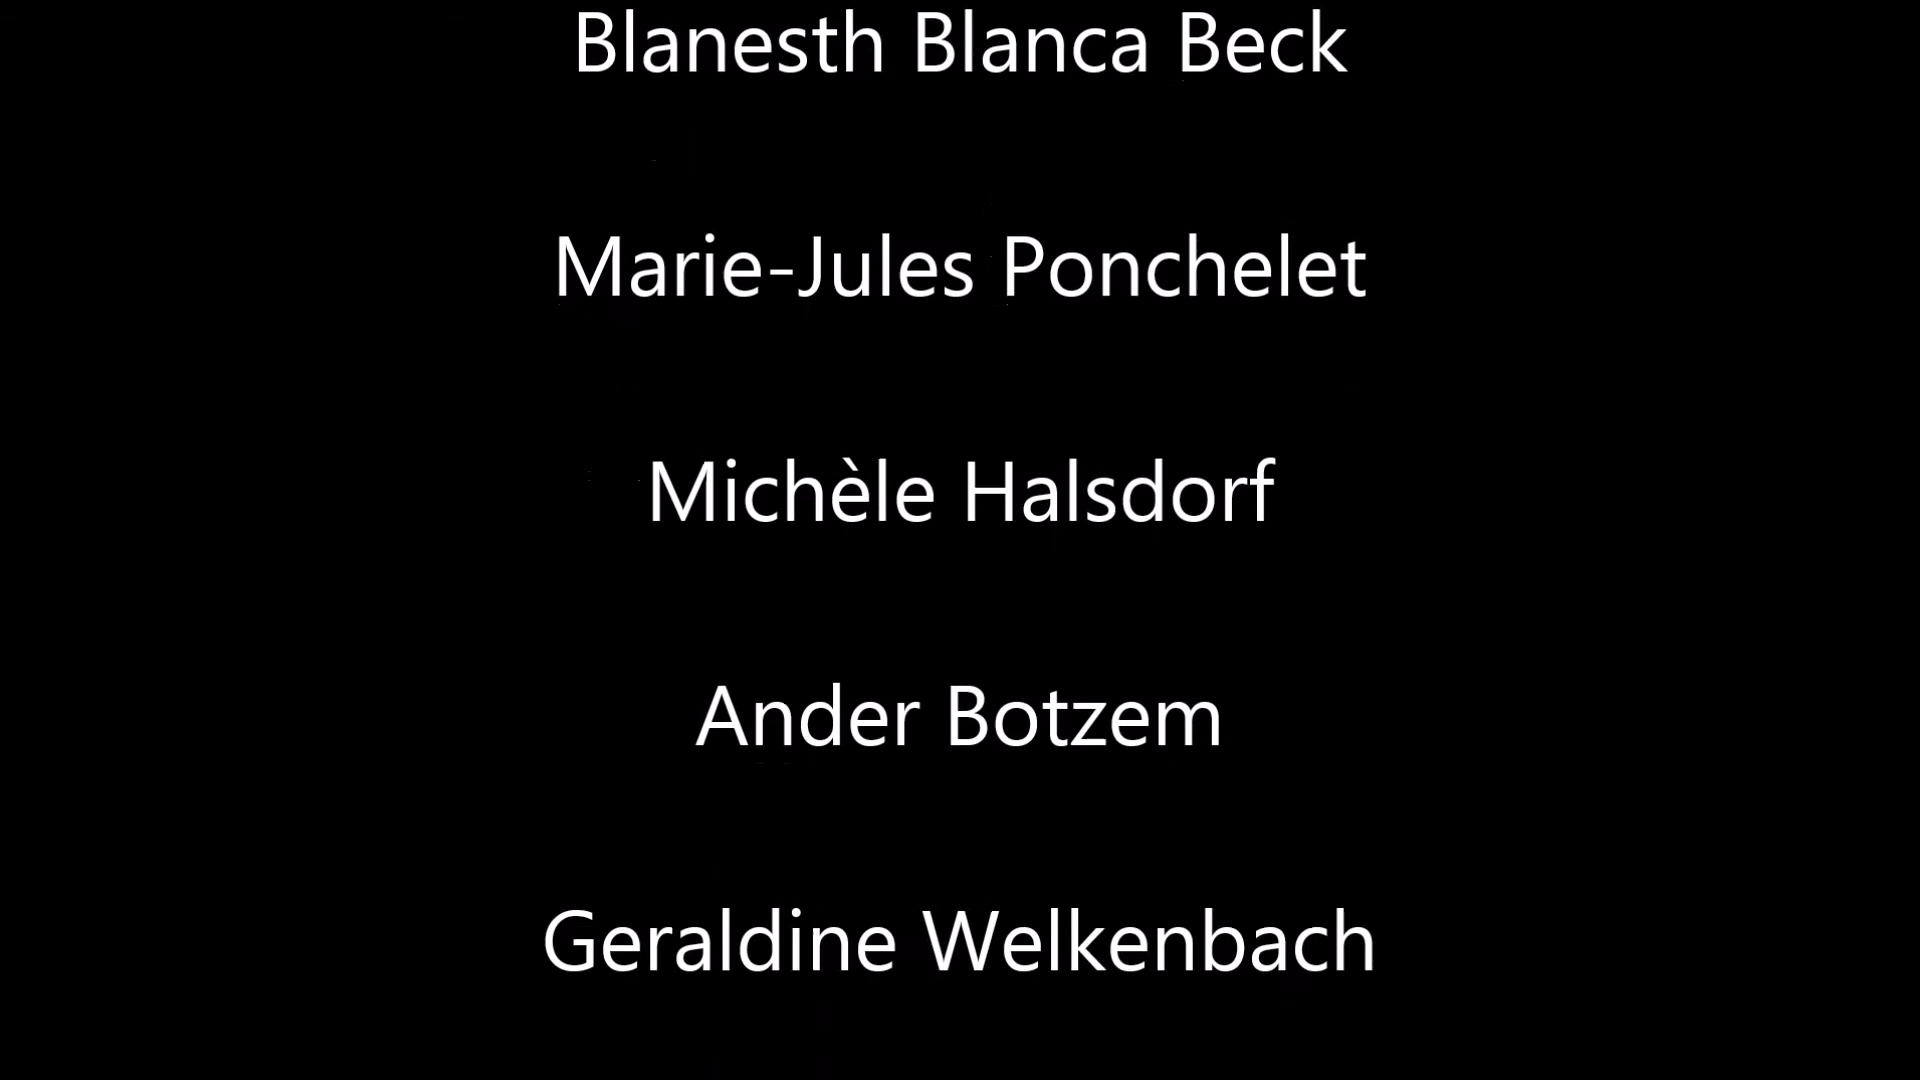 Blanesth Blanca Beck
Marie-Jules Ponchelet
Michèle Halsdorf
Ander Botzem
Geraldine Welkenbach